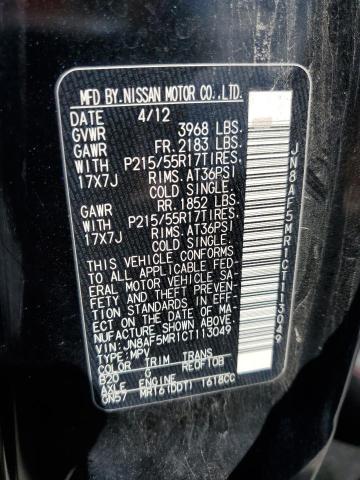 MFD.BY.NISSAN MOTOR CO.,LTD.
DATE 4/12
GVWR 3968 LBS.
GAWR FR.2183 LBS.
WITH P215/55R17TIRES.
17X7J RIMS.AT36PSI
COLD SINGLE.
GAWR RR.1852 LBS.
WITH P215/55R17TIRES.
17X7J RIMS.AT36PSI
COLD SINGLE.
THIS VEHICLE CONFORMS
TO ALL APPLICABLE FED-
ERAL MOTOR VEHICLE SA-
FETY AND THEFT PREVEN-
TION STANDARDS IN EFF-
ECT ON THE DATE OF MA-
NUFACTURE SHOWN ABOVE.
VIN: JN8AF5MR1CT113049
TYPE:MPV
COLOR TRIM TRANS
B20 G RE0F10B
AXLE ENGINE
GN57 MR16(DDT) 1618CC
JN8AF5MR1CT113049